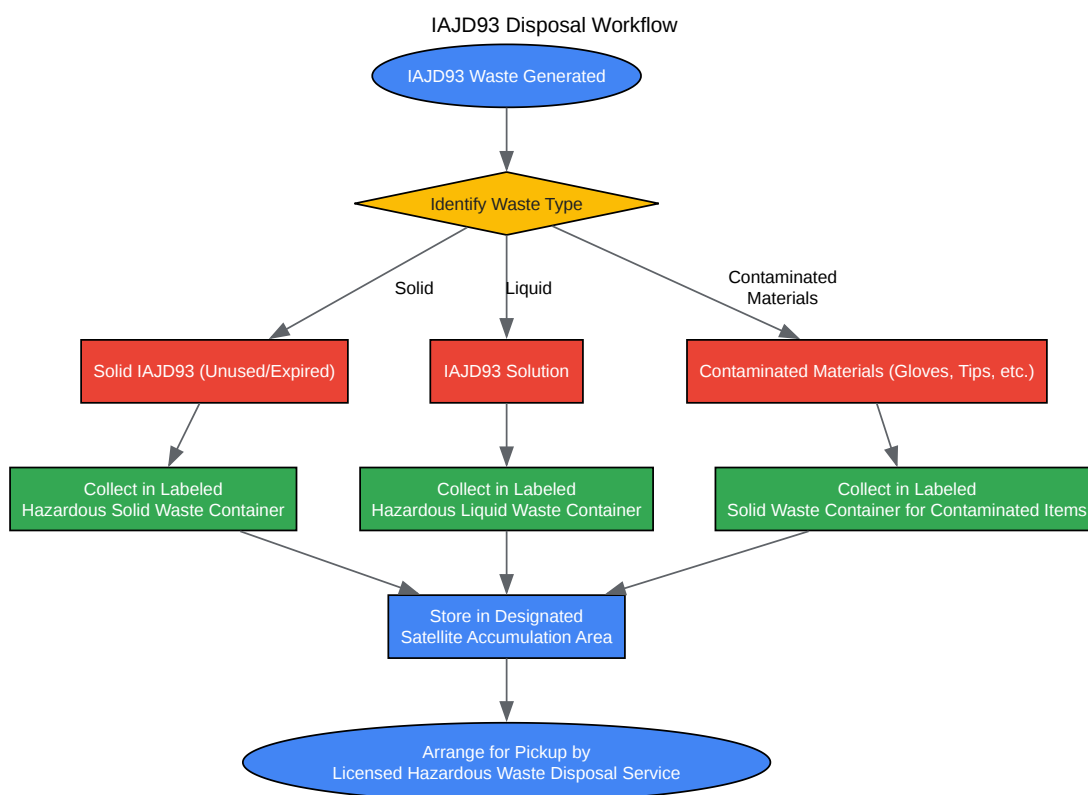 IAJD93 Disposal Workflow
IAJD93 Waste Generated
Identify Waste Type
Solid
Liquid
Contaminated
Materials
Solid IAJD93 (Unused/Expired)
IAJD93 Solution
Contaminated Materials (Gloves, Tips, etc.)
Collect in Labeled
Hazardous Solid Waste Container
Collect in Labeled
Hazardous Liquid Waste Container
Collect in Labeled
Solid Waste Container for Contaminated Items
Store in Designated
Satellite Accumulation Area
Arrange for Pickup by
Licensed Hazardous Waste Disposal Service